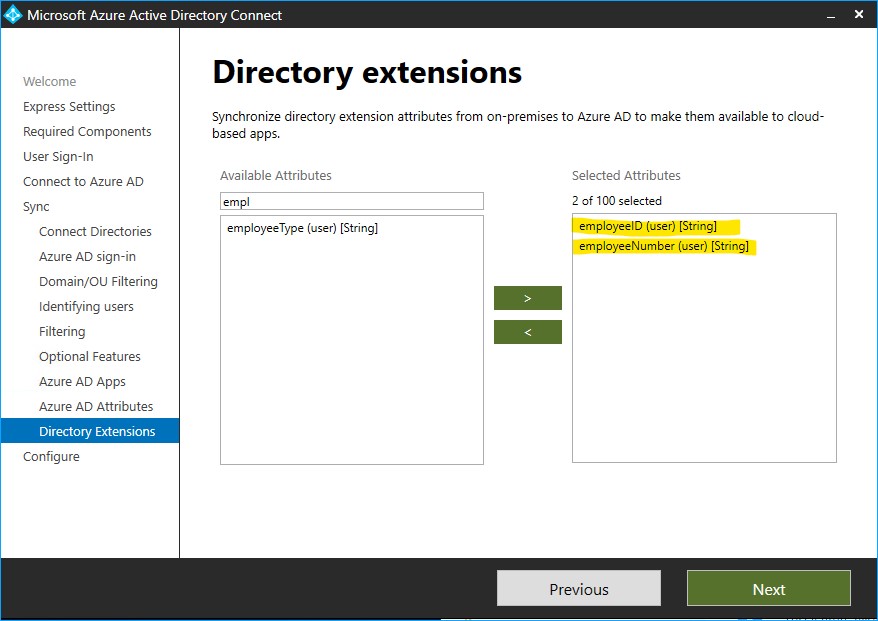 Microsoft Azure Active Directory Connect
Welcome
Express Settings
Required Components
User Sign-In
Connect to Azure AD
Sync
Connect Directories
Azure AD sign-in
Domain/OU Filtering
Identifying users
Filtering
Optional Features
Azure AD Apps
Azure AD Attributes
Directory Extensions
Configure
Directory extensions
Synchronize directory extension attributes from on-premises to Azure AD to make them available to cloud-
based apps.
Available Attributes
empl
employeeType (user) [String]
>
<
Selected Attributes
2 of 100 selected
employeeID (user) [String]
employeeNumber (user) [String]
Previous
Next